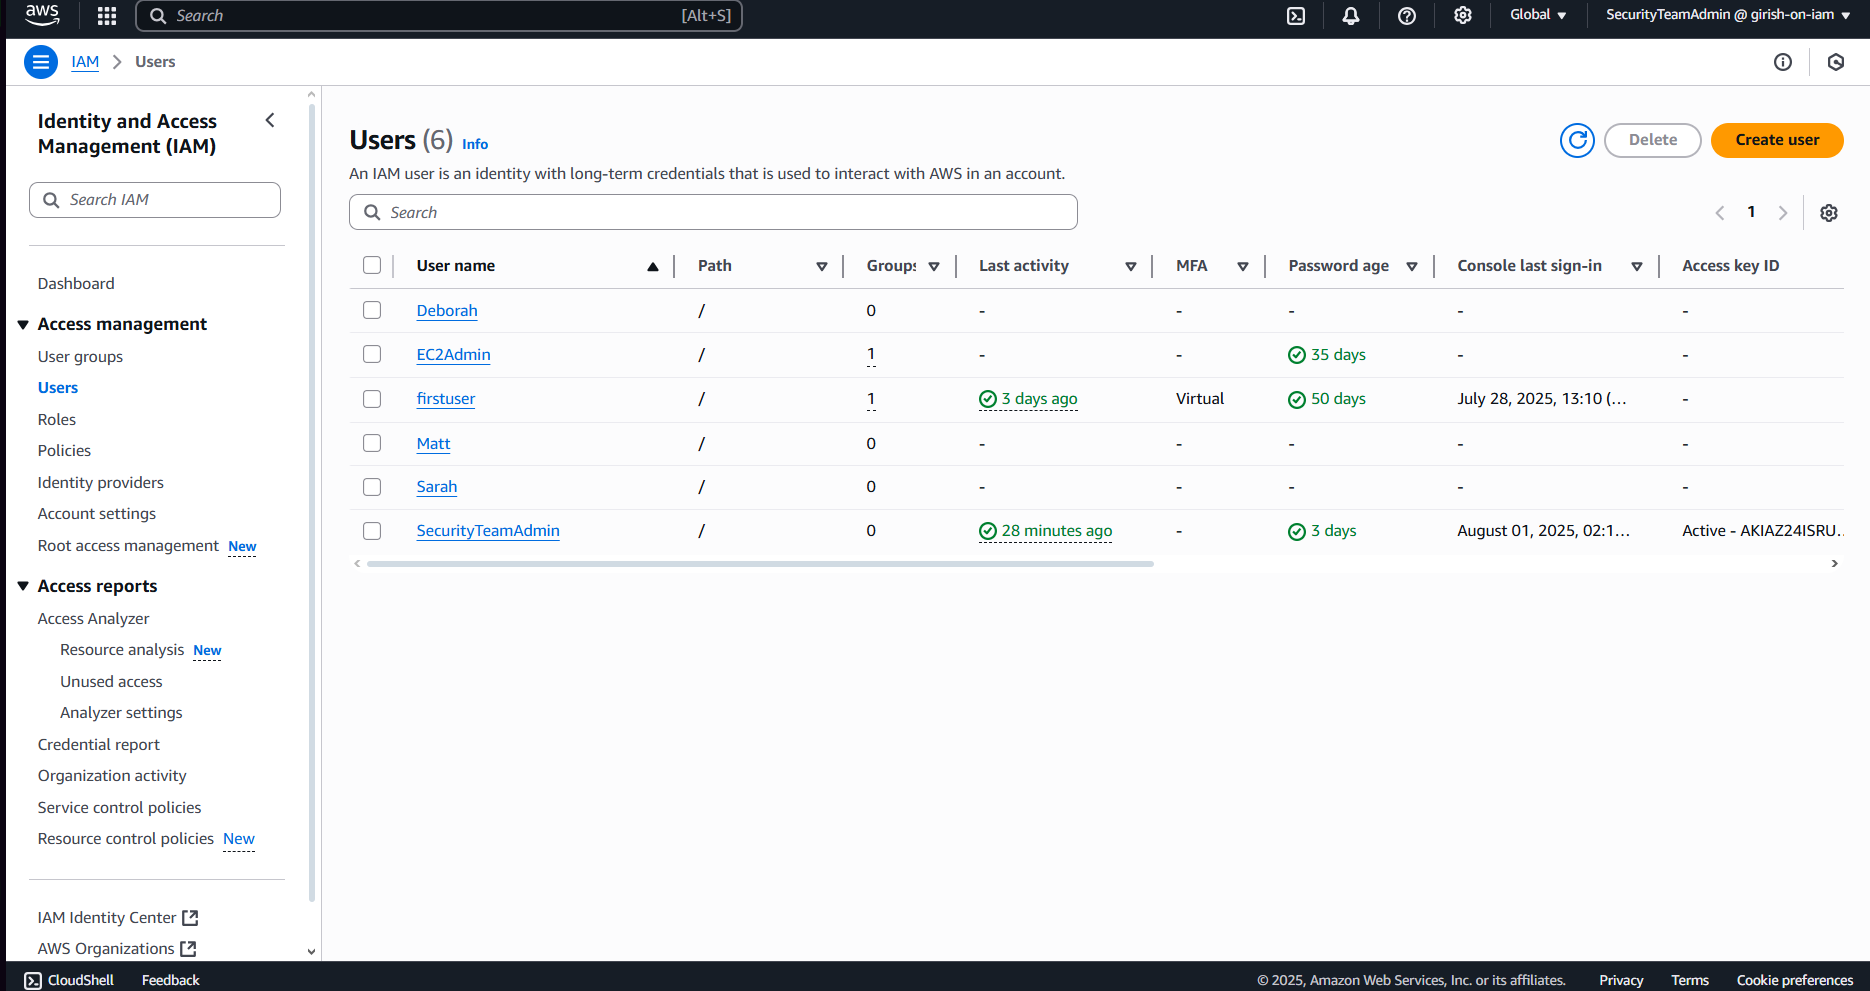 aws
Search [Alt+S]
Global
SecurityTeamAdmin @ girish-on-iam
IAM > Users
Identity and Access
Management (IAM)
Search IAM
Dashboard
Access management
User groups
Users
Roles
Policies
Identity providers
Account settings
Root access management New
Access reports
Access Analyzer
Resource analysis New
Unused access
Analyzer settings
Credential report
Organization activity
Service control policies
Resource control policies New
IAM Identity Center
AWS Organizations
Users (6) Info
Delete
Create user
An IAM user is an identity with long-term credentials that is used to interact with AWS in an account.
Search
1
User name Path Groups Last activity MFA Password age Console last sign-in Access key ID
Deborah / 0 - - - - -
EC2Admin / 1 - - 35 days - -
firstuser / 1 3 days ago Virtual 50 days July 28, 2025, 13:10 (... -
Matt / 0 - - - - -
Sarah / 0 - - - - -
SecurityTeamAdmin / 0 28 minutes ago - 3 days August 01, 2025, 02:1... Active - AKIAZ24ISRU...
CloudShell Feedback
© 2025, Amazon Web Services, Inc. or its affiliates. Privacy Terms Cookie preferences